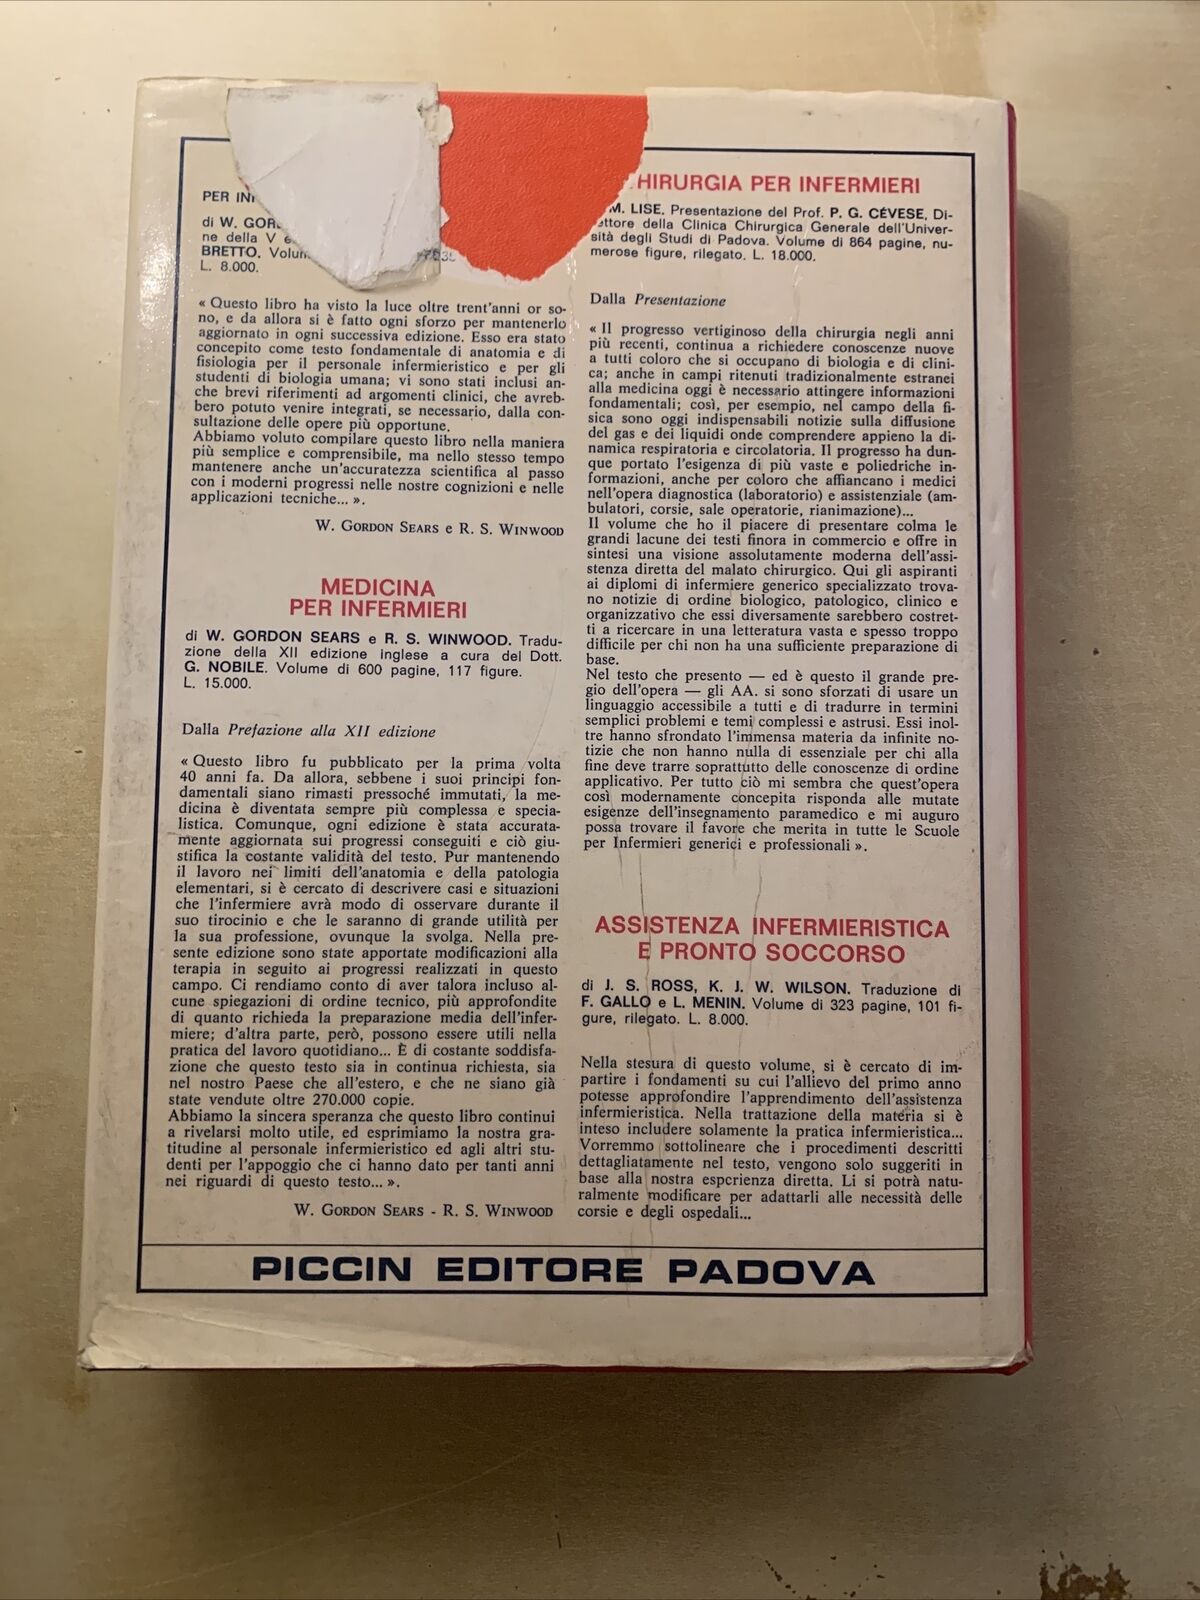 PER
di W.
ne della V
BRETTO.
L. 8.000.
« Questo libro ha visto la luce oltre trent'anni or so-
no, e da allora si è fatto ogni sforzo per mantenerlo
aggiornato in ogni successiva edizione. Esso era stato
concepito come testo fondamentale di anatomia e di
fisiologia per il personale infermieristico e per gli
studenti di biologia umana; vi sono stati inclusi an-
che brevi riferimenti ad argomenti clinici, che avreb-
bero potuto venire integrati, se necessario, dalla con-
sultazione delle opere più opportune.
Abbiamo voluto compilare questo libro nella maniera
più semplice e comprensibile, ma nello stesso tempo
mantenere anche un'accuratezza scientifica al passo
con i moderni progressi nelle nostre cognizioni e nelle
applicazioni tecniche... ».
W. GORDON SEARS e R. S. WINWOOD
MEDICINA
PER INFERMIERI
di W. GORDON SEARS e R. S. WINWOOD. Tradu-
zione della XII edizione inglese a cura del Dott.
G. NOBILE. Volume di 600 pagine, 117 figure.
L. 15.000.
Dalla Prefazione alla XII edizione
« Questo libro fu pubblicato per la prima volta
40 anni fa. Da allora, sebbene i suoi principi fon-
damentali siano rimasti pressoché immutati, la me-
dicina è diventata sempre più complessa e specia-
listica. Comunque, ogni edizione è stata accurata-
mente aggiornata sui progressi conseguiti e ciò giu-
stifica la costante validità del testo. Pur mantenendo
il lavoro nei limiti dell'anatomia e della patologia
elementari, si è cercato di descrivere casi e situazioni
che l'infermiere avrà modo di osservare durante il
suo tirocinio e che le saranno di grande utilità per
la sua professione, ovunque la svolga. Nella pre-
sente edizione sono state apportate modificazioni alla
terapia in seguito ai progressi realizzati in questo
campo. Ci rendiamo conto di aver talora incluso al-
cune spiegazioni di ordine tecnico, più approfondite
di quanto richieda la preparazione media dell'infer-
miere; d'altra parte, però, possono essere utili nella
pratica del lavoro quotidiano... È di costante soddisfa-
zione che questo testo sia in continua richiesta, sia
nel nostro Paese che all'estero, e che ne siano già
state vendute oltre 270.000 copie.
Abbiamo la sincera speranza che questo libro continui
a rivelarsi molto utile, ed esprimiamo la nostra gra-
titudine al personale infermieristico ed agli altri stu-
denti per l'appoggio che ci hanno dato per tanti anni
nei riguardi di questo testo... ».
W. GORDON SEARS - R. S. WINWOOD
HIRURGIA PER INFERMIERI
M. LISE. Presentazione del Prof. P. G. CÉVESE, Di-
ettore della Clinica Chirurgica Generale dell'Univer-
sità degli Studi di Padova. Volume di 864 pagine, nu-
merose figure, rilegato. L. 18.000.
Dalla Presentazione
« Il progresso vertiginoso della chirurgia negli anni
più recenti, continua a richiedere conoscenze nuove
a tutti coloro che si occupano di biologia e di clini-
ca; anche in campi ritenuti tradizionalmente estranei
alla medicina oggi è necessario attingere informazioni
fondamentali; così, per esempio, nel campo della fi-
sica sono oggi indispensabili notizie sulla diffusione
del gas e dei liquidi onde comprendere appieno la di-
namica respiratoria e circolatoria. Il progresso ha dun-
que portato l'esigenza di più vaste e poliedriche in-
formazioni, anche per coloro che affiancano i medici
nell'opera diagnostica (laboratorio) e assistenziale (am-
bulatori, corsie, sale operatorie, rianimazione)...
Il volume che ho il piacere di presentare colma le
grandi lacune dei testi finora in commercio e offre in
sintesi una visione assolutamente moderna dell'assi-
stenza diretta del malato chirurgico. Qui gli aspiranti
ai diplomi di infermiere generico specializzato trova-
no notizie di ordine biologico, patologico, clinico e
organizzativo che essi diversamente sarebbero costret-
ti a ricercare in una letteratura vasta e spesso troppo
difficile per chi non ha una sufficiente preparazione di
base.
Nel testo che presento — ed è questo il grande pre-
gio dell'opera — gli AA. si sono sforzati di usare un
linguaggio accessibile a tutti e di tradurre in termini
semplici problemi e temi complessi e astrusi. Essi inol-
tre hanno sfrondato l'immensa materia da infinite no-
tizie che non hanno nulla di essenziale per chi alla
fine deve trarre soprattutto delle conoscenze di ordine
applicativo. Per tutto ciò mi sembra che quest'opera
così modernamente concepita risponda alle mutate
esigenze dell'insegnamento paramedico e mi auguro
possa trovare il favore che merita in tutte le Scuole
per Infermieri generici e professionali ».
ASSISTENZA INFERMIERISTICA
E PRONTO SOCCORSO
di J. S. ROSS, K. J. W. WILSON. Traduzione di
F. GALLO e L. MENIN. Volume di 323 pagine, 101 fi-
gure, rilegato. L. 8.000.
Nella stesura di questo volume, si è cercato di im-
partire i fondamenti su cui l'allievo del primo anno
potesse approfondire l'apprendimento dell'assistenza
infermieristica. Nella trattazione della materia si è
inteso includere solamente la pratica infermieristica...
Vorremmo sottolineare che i procedimenti descritti
dettagliatamente nel testo, vengono solo suggeriti in
base alla nostra esperienza diretta. Li si potrà natu-
ralmente modificare per adattarli alle necessità delle
corsie e degli ospedali...
PICCIN EDITORE PADOVA